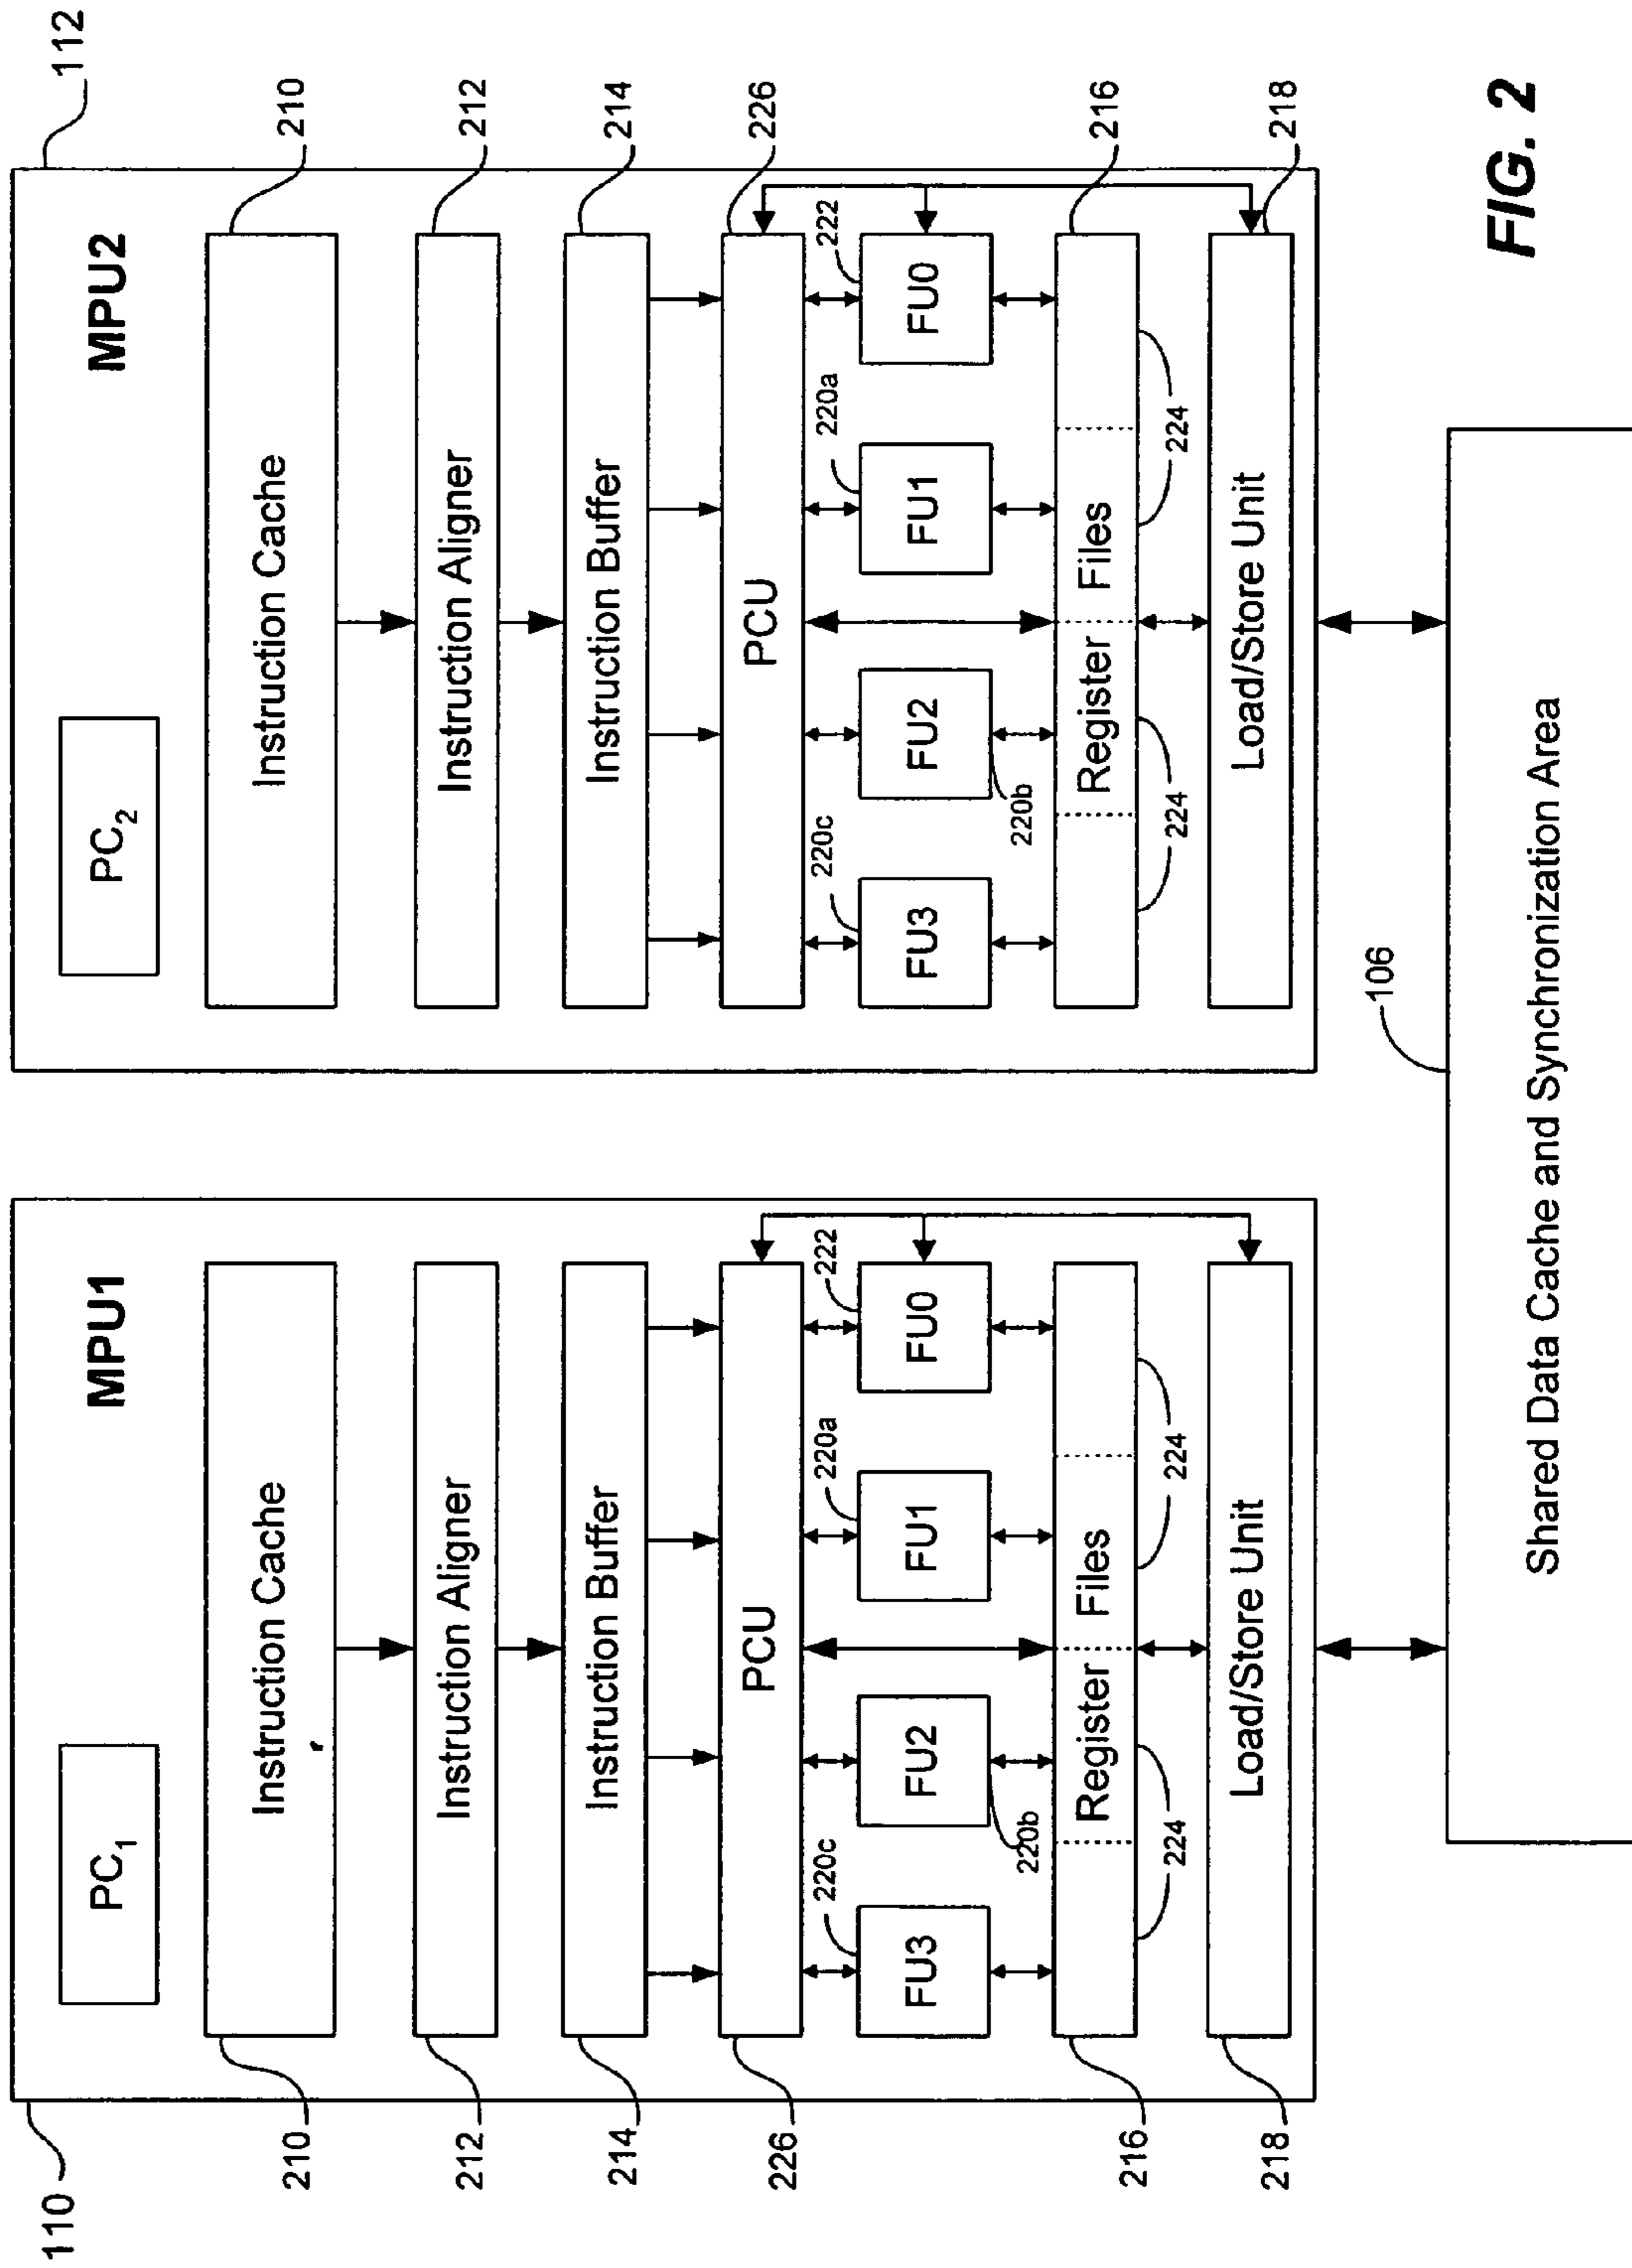 110
MPU1
PC1
210
Instruction Cache
212
Instruction Aligner
214
Instruction Buffer
226
PCU
220c
220a
222
FU3
FU2
FU1
FU0
220b
216
Register Files
224
224
218
Load/Store Unit
112
MPU2
PC2
Instruction Cache
210
Instruction Aligner
212
Instruction Buffer
214
PCU
226
220c
220a
222
FU3
FU2
FU1
FU0
220b
Register Files
216
224
224
Load/Store Unit
218
106
Shared Data Cache and Synchronization Area
FIG. 2